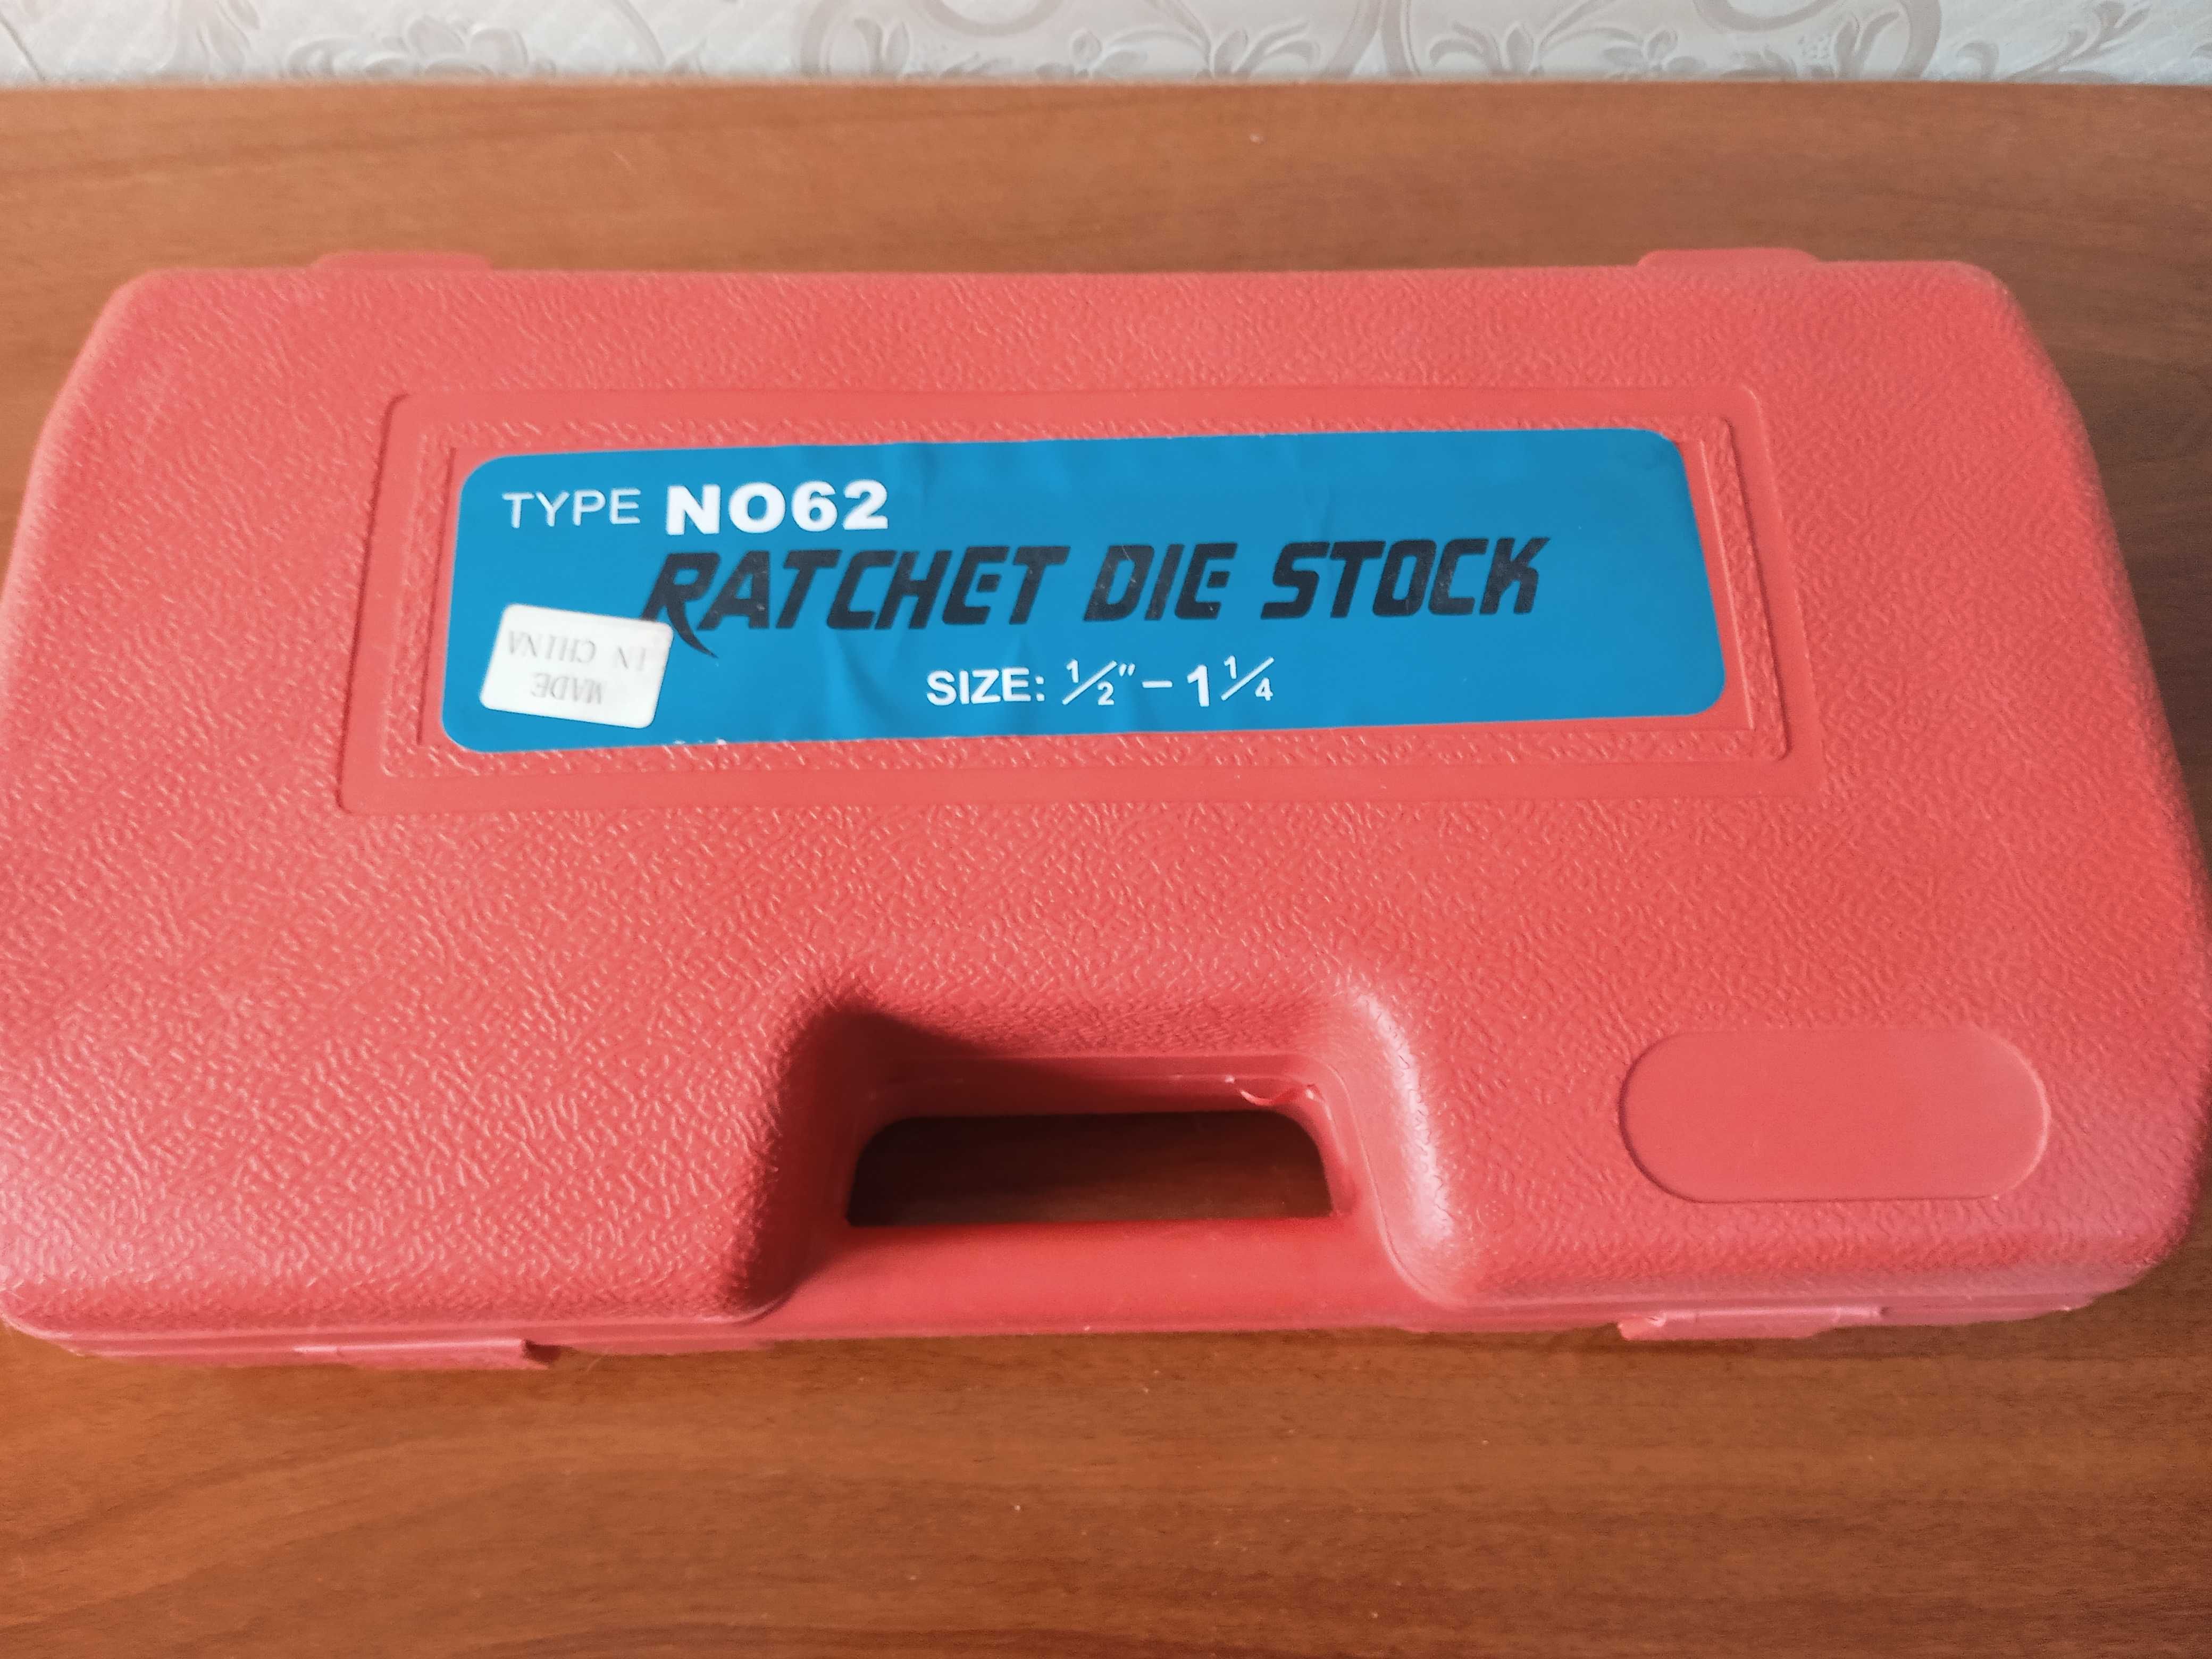 TYPE NO62
RATCHET DIE STOCK
SIZE: 1/2" - 1 1/4
MADE
IN CHINA